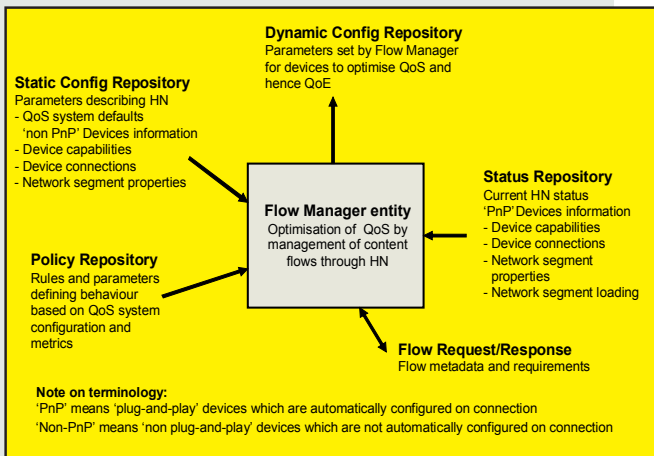 Dynamic Config Repository
Parameters set by Flow Manager
for devices to optimise QoS and
hence QoE
Static Config Repository
Parameters describing HN
- QoS system defaults
'non PnP' Devices information
- Device capabilities
- Device connections
- Network segment properties
Flow Manager entity
Optimisation of QoS by
management of content
flows through HN
Status Repository
Current HN status
'PnP' Devices information
- Device capabilities
- Device connections
- Network segment
properties
- Network segment loading
Policy Repository
Rules and parameters
defining behaviour
based on QoS system
configuration and
metrics
Flow Request/Response
Flow metadata and requirements
Note on terminology:
'PnP' means 'plug-and-play' devices which are automatically configured on connection
'Non-PnP' means 'non plug-and-play' devices which are not automatically configured on connection